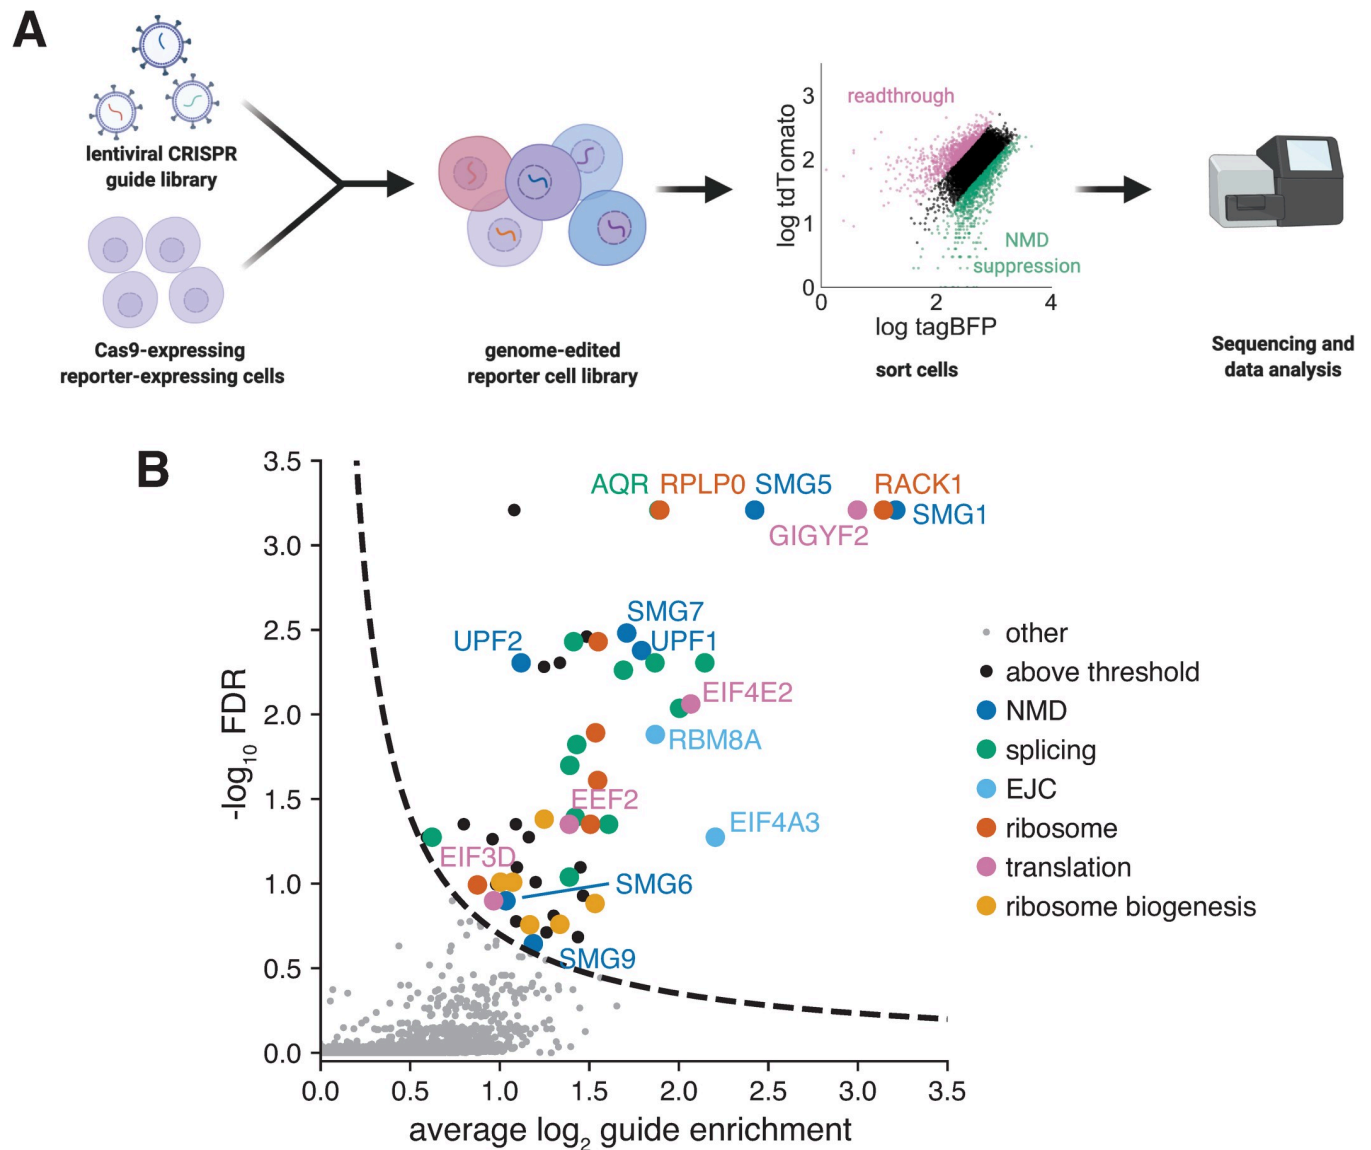 A
lentiviral CRISPR
guide library
Cas9-expressing
reporter-expressing cells
genome-edited
reporter cell library
readthrough
NMD
suppression
log tdTomato
3
2
1
0
0
2
4
log tagBFP
sort cells
Sequencing and
data analysis
B
-log10 FDR
3.5
3.0
2.5
2.0
1.5
1.0
0.5
0.0
AQR RPLP0 SMG5 RACK1
GIGYF2 SMG1
SMG7
UPF2 UPF1
EIF4E2
RBM8A
EEF2
EIF4A3
EIF3D
SMG6
SMG9
0.0 0.5 1.0 1.5 2.0 2.5 3.0 3.5
average log2 guide enrichment
other
above threshold
NMD
splicing
EJC
ribosome
translation
ribosome biogenesis